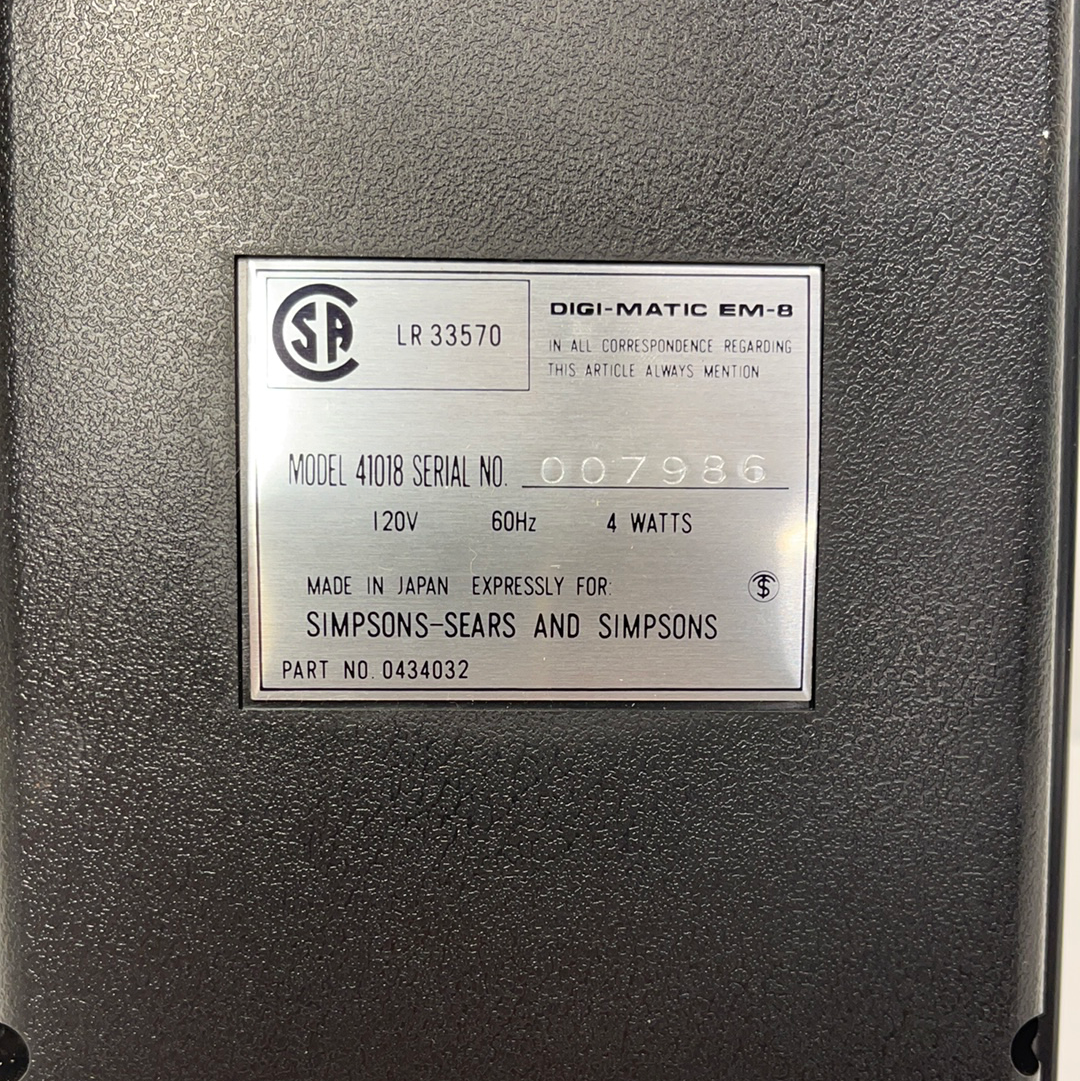 CSA LR 33570
DIGI-MATIC EM-8
IN ALL CORRESPONDENCE REGARDING
THIS ARTICLE ALWAYS MENTION
MODEL 41018 SERIAL NO. 007986
120V 60Hz 4 WATTS
MADE IN JAPAN EXPRESSLY FOR:
SIMPSONS-SEARS AND SIMPSONS
PART NO. 0434032